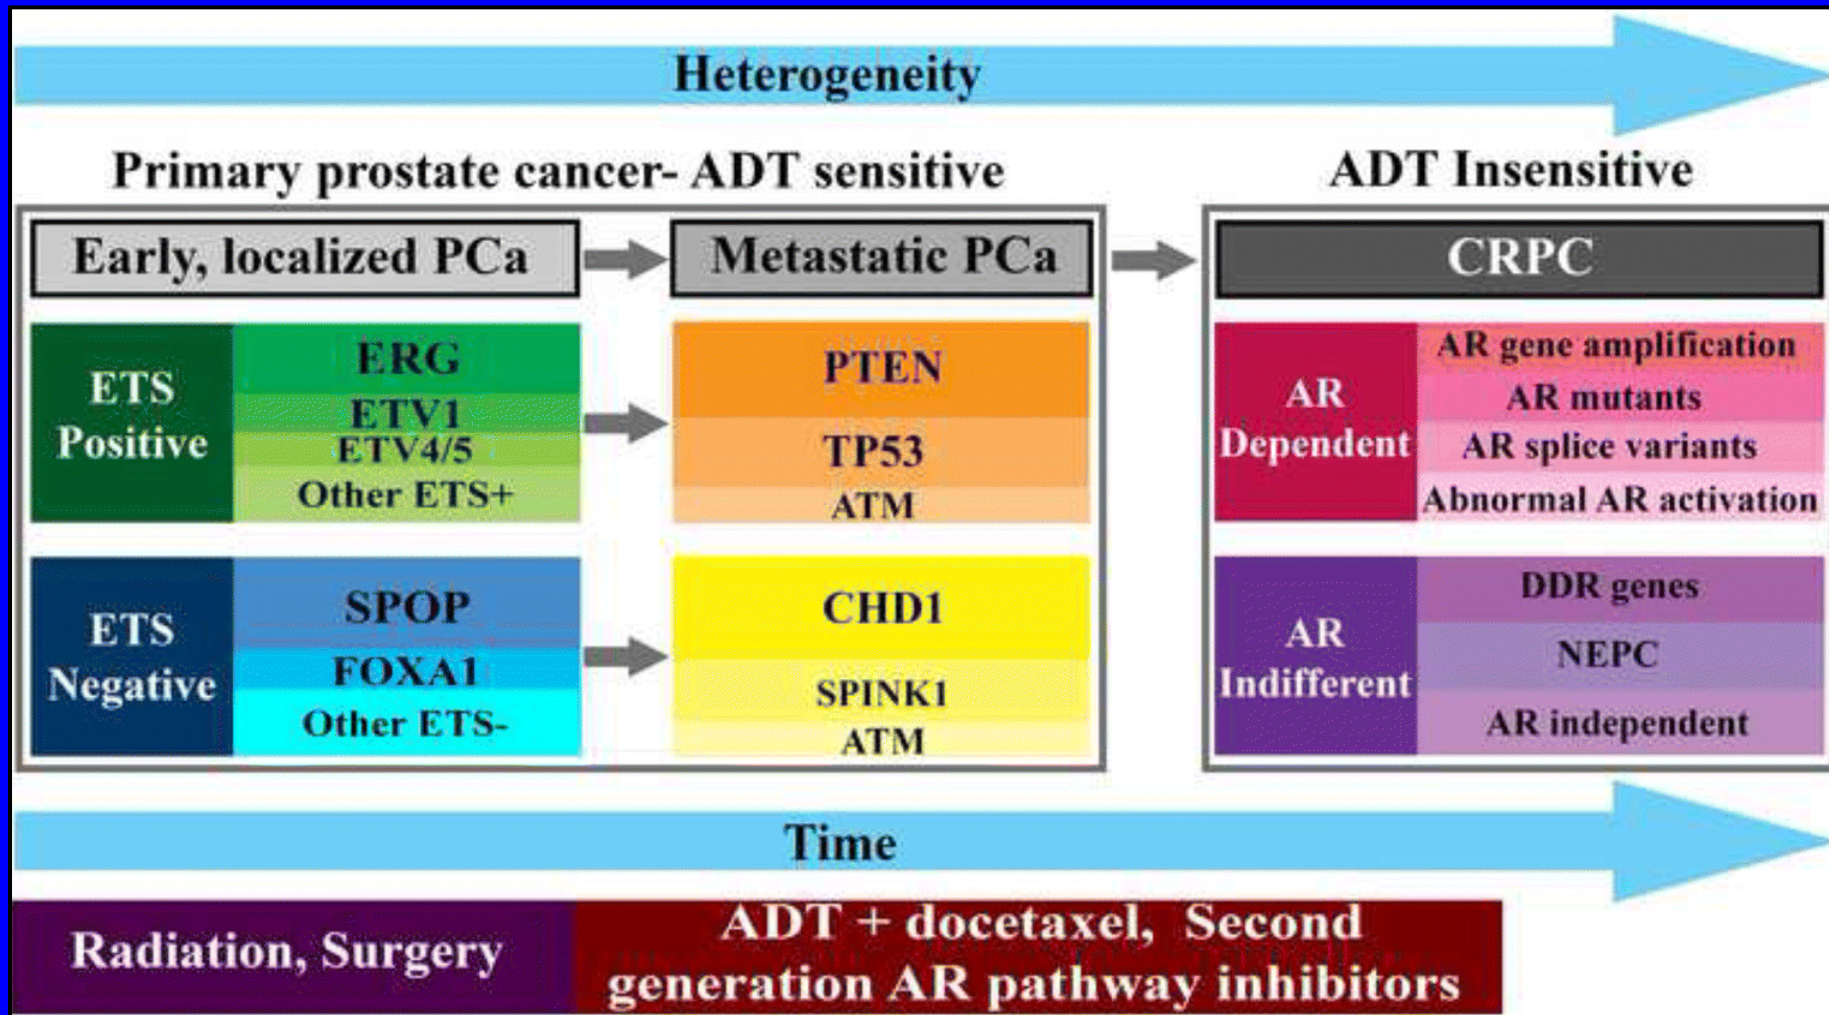 Heterogeneity
Primary prostate cancer- ADT sensitive
ADT Insensitive
Early, localized PCa
Metastatic PCa
CRPC
ETS
Positive
ERG
ETV1
ETV4/5
Other ETS+
PTEN
TP53
ATM
AR
Dependent
AR gene amplification
AR mutants
AR splice variants
Abnormal AR activation
ETS
Negative
SPOP
FOXA1
Other ETS-
CHD1
SPINK1
ATM
AR
Indifferent
DDR genes
NEPC
AR independent
Time
Radiation, Surgery
ADT + docetaxel, Second
generation AR pathway inhibitors